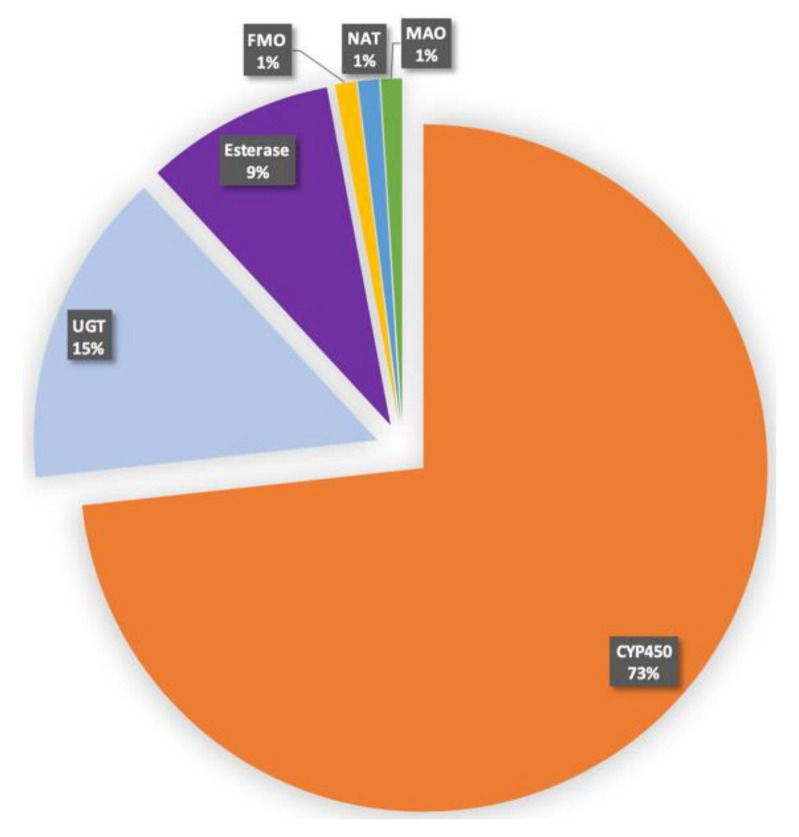 FMO
1%
NAT
1%
MAO
1%
Esterase
9%
UGT
15%
CYP450
73%